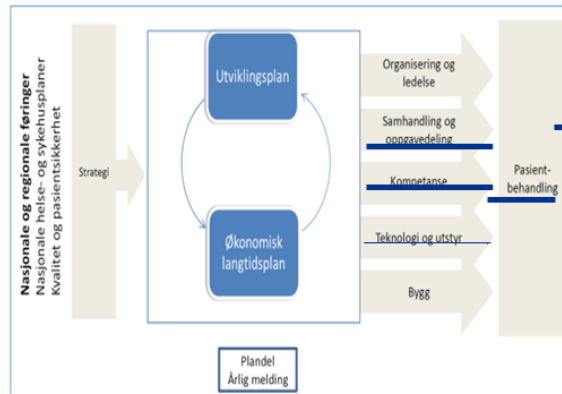 Nasjonale og regionale føringer
Nasjonale helse- og sykehusplaner
Kvalitet og pasientsikkerhet
Strategi
Utviklingsplan
Økonomisk
langtidsplan
Organisering og
ledelse
Samhandling og
oppgavedeling
Kompetanse
Teknologi og utstyr
Bygg
Pasient-
behandling
Plandel
Årlig melding